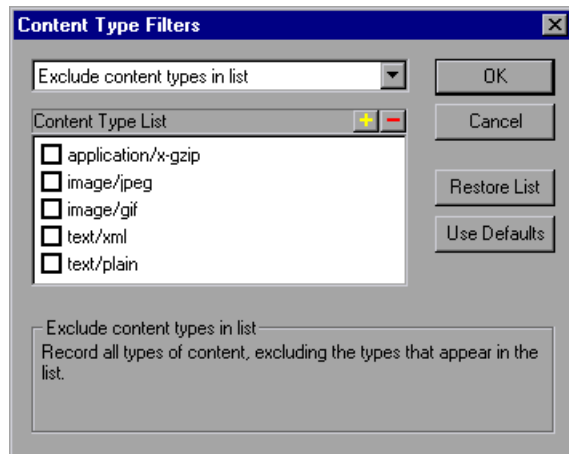 Content Type Filters
Exclude content types in list
OK
Content Type List
Cancel
application/x-gzip
image/jpeg
Restore List
image/gif
text/xml
Use Defaults
text/plain
Exclude content types in list
Record all types of content, excluding the types that appear in the
list.